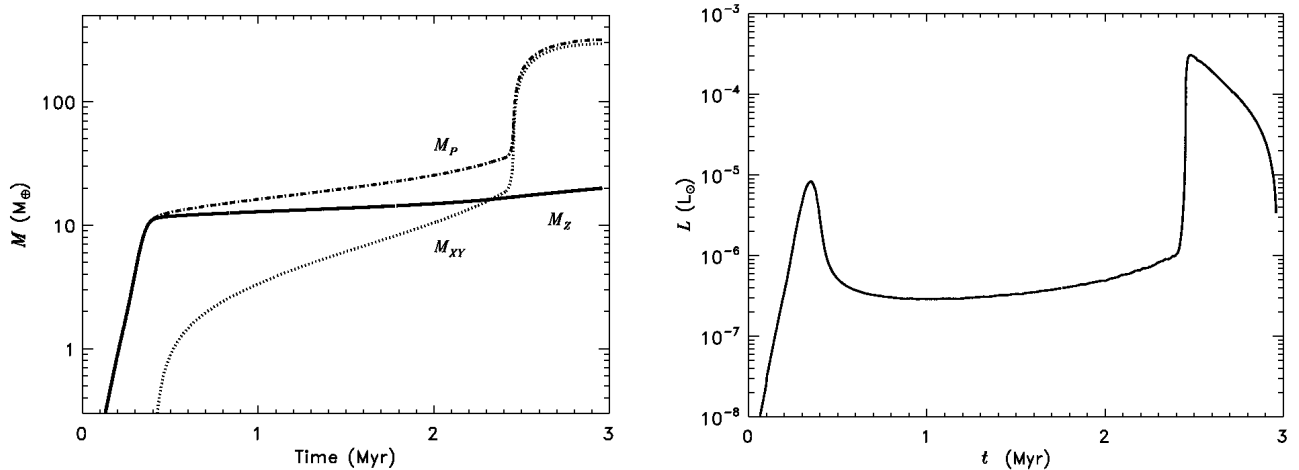 M (M⊕)
100
10
1
M_P
M_Z
M_XY
0 1 2 3
Time (Myr)
L (L⊙)
10⁻³
10⁻⁴
10⁻⁵
10⁻⁶
10⁻⁷
10⁻⁸
0 1 2 3
t (Myr)